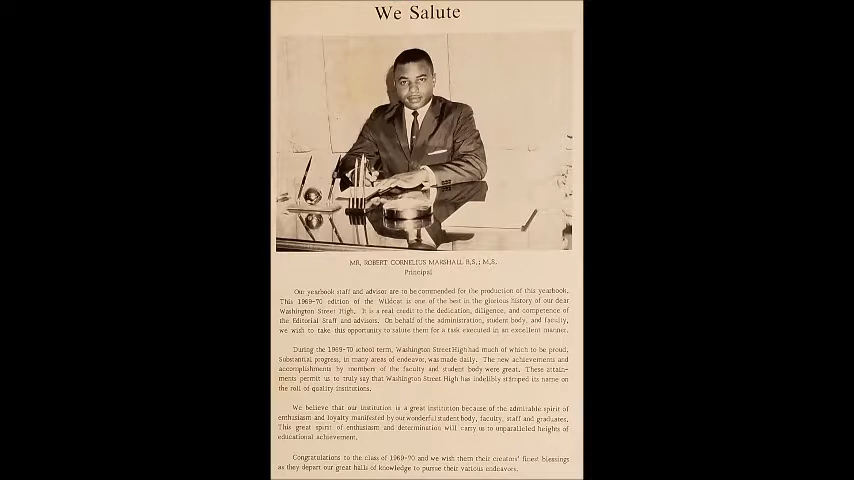 We Salute
MR. ROBERT CORNELIUS MARSHALL B.S.; M.S.
Principal
Our yearbook staff and advisor are to be commended for the production of this yearbook.
This 1969-70 edition of the Wildcat is one of the best in the glorious history of our dear
Washington Street High. It is a real credit to the dedication, diligence, and competence of
the Editorial Staff and advisors. On behalf of the administration, student body, and faculty,
we wish to take this opportunity to salute them for a task executed in an excellent manner.
During the 1969-70 school term, Washington Street High had much of which to be proud.
Substantial progress, in many areas of endeavor, was made daily. The new achievements and
accomplishments by members of the faculty and student body were great. These attain-
ments permit us to truly say that Washington Street High has indelibly stamped its name on
the roll of quality institutions.
We believe that our institution is a great institution because of the admirable spirit of
enthusiasm and loyalty manifested by our wonderful student body, faculty, staff and graduates.
This great spirit of enthusiasm and determination will carry us to unparalleled heights of
educational achievement.
Congratulations to the class of 1969-70 and we wish them their creators' finest blessings
as they depart our great halls of knowledge to pursue their various endeavors.